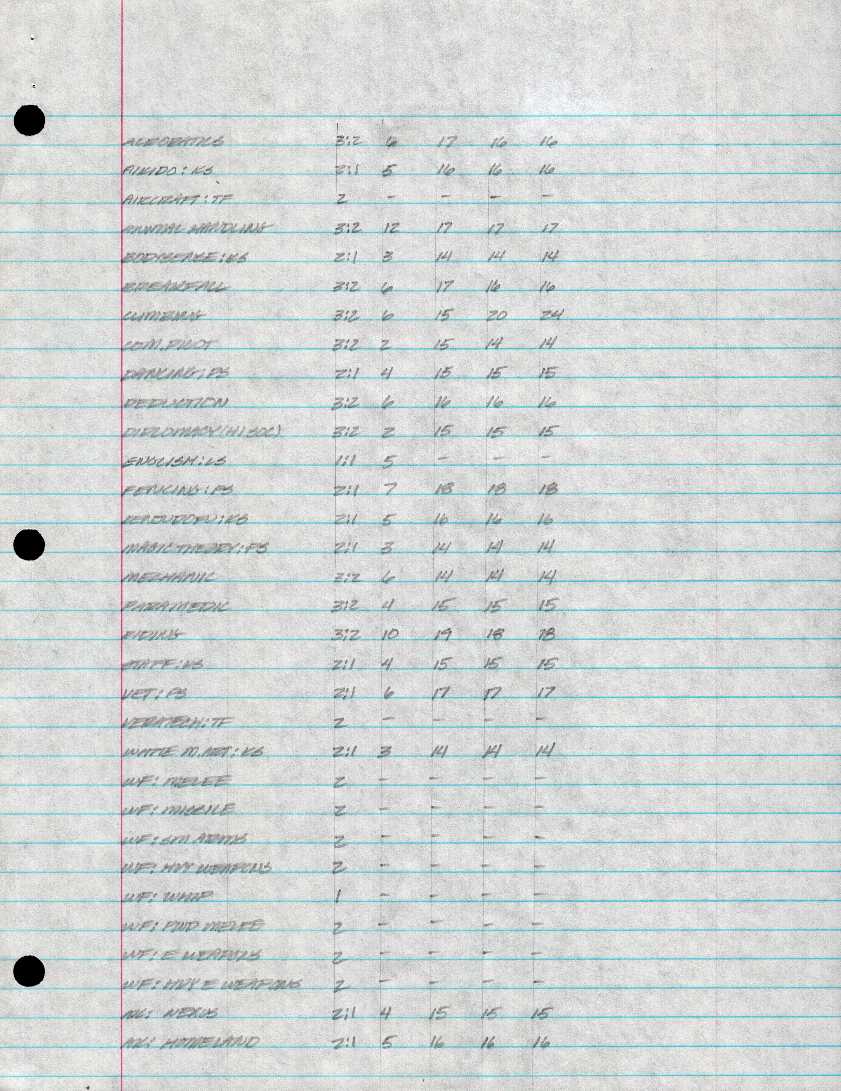 ACROBATICS 3:2 6 17 16 16
AIKIDO: KS 2:1 5 16 16 16
AIRCRAFT: TF 2 - - - -
ANIMAL HANDLING 3:2 12 17 17 17
2:1 3 14 14 14
BREAKFALL 3:2 6 17 16 16
CLIMBING 3:2 6 15 20 24
COM. PILOT 3:2 2 15 14 14
DANCING: PS 2:1 4 15 15 15
DEDUCTION 3:2 6 16 16 16
DIPLOMACY (HI SOC) 3:2 2 15 15 15
ENGLISH: LS 1:1 5 - - -
FENCING: PS 2:1 7 18 18 18
2:1 5 16 16 16
MAGIC THEORY: PS 2:1 3 14 14 14
MECHANIC 3:2 6 14 14 14
PARAMEDIC 3:2 4 15 15 15
RIDING 3:2 10 19 18 18
STAFF: KS 2:1 4 15 15 15
VET: PS 2:1 6 17 17 17
VERATECH: TF 2 - - - -
M. ART: KS 2:1 3 14 14 14
WF: MELEE 2 - - - -
WF: MISSILE 2 - - - -
WF: SM ARMS 2 - - - -
WF: HVY WEAPONS 2 - - - -
WF: WHIP 1 - - - -
WF: PWD MELEE 2 - - - -
WF: E WEAPONS 2 - - - -
WF: HVY E WEAPONS 2 - - - -
AK: NEXUS 2:1 4 15 15 15
AK: HOMELAND 2:1 5 16 16 16